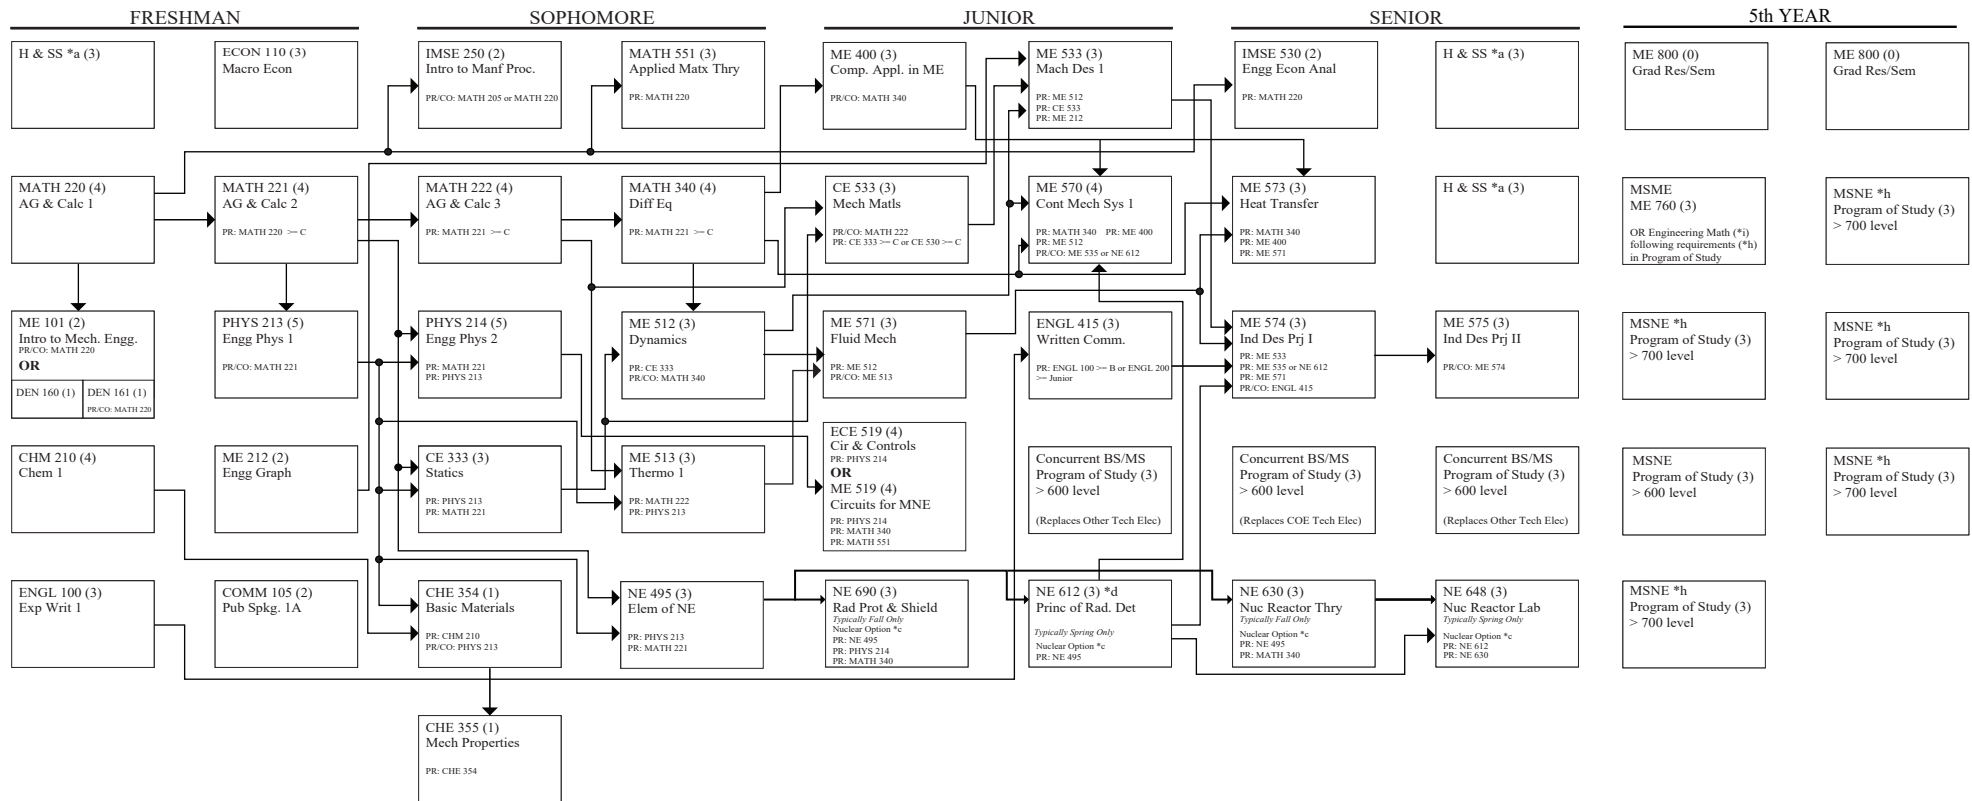 FRESHMAN
SOPHOMORE
JUNIOR
SENIOR
5th YEAR
H & SS *a (3)
ECON 110 (3)
Macro Econ
IMSE 250 (2)
Intro to Manf Proc.
PR/CO: MATH 205 or MATH 220
MATH 551 (3)
Applied Matx Thry
PR: MATH 220
ME 400 (3)
Comp. Appl. in ME
PR/CO: MATH 340
ME 533 (3)
Mach Des 1
PR: ME 512
PR: CE 533
PR: ME 212
IMSE 530 (2)
Engg Econ Anal
PR: MATH 220
H & SS *a (3)
ME 800 (0)
Grad Res/Sem
ME 800 (0)
Grad Res/Sem
MATH 220 (4)
AG & Calc 1
MATH 221 (4)
AG & Calc 2
PR: MATH 220 >= C
MATH 222 (4)
AG & Calc 3
PR: MATH 221 >= C
MATH 340 (4)
Diff Eq
PR: MATH 221 >= C
CE 533 (3)
Mech Matls
PR/CO: MATH 222
PR: CE 333 >= C or CE 530 >= C
ME 570 (4)
Cont Mech Sys 1
PR: MATH 340 PR: ME 400
PR: ME 512
PR/CO: ME 535 or NE 612
ME 573 (3)
Heat Transfer
PR: MATH 340
PR: ME 400
PR: ME 571
H & SS *a (3)
MSME
ME 760 (3)
OR Engineering Math (*i)
following requirements (*h)
in Program of Study
MSNE *h
Program of Study (3)
> 700 level
ME 101 (2)
Intro to Mech. Engg.
PR/CO: MATH 220
OR
DEN 160 (1)
DEN 161 (1)
PR/CO: MATH 220
PHYS 213 (5)
Engg Phys 1
PR/CO: MATH 221
PHYS 214 (5)
Engg Phys 2
PR: MATH 221
PR: PHYS 213
ME 512 (3)
Dynamics
PR: CE 333
PR/CO: MATH 340
ME 571 (3)
Fluid Mech
PR: ME 512
PR/CO: ME 513
ENGL 415 (3)
Written Comm.
PR: ENGL 100 >= B or ENGL 200
>= Junior
ME 574 (3)
Ind Des Prj I
PR: ME 533
PR: ME 535 or NE 612
PR: ME 571
PR/CO: ENGL 415
ME 575 (3)
Ind Des Prj II
PR/CO: ME 574
MSNE *h
Program of Study (3)
> 700 level
MSNE *h
Program of Study (3)
> 700 level
CHM 210 (4)
Chem 1
ME 212 (2)
Engg Graph
CE 333 (3)
Statics
PR: PHYS 213
PR: MATH 221
ME 513 (3)
Thermo 1
PR: MATH 222
PR: PHYS 213
ECE 519 (4)
Cir & Controls
PR: PHYS 214
OR
ME 519 (4)
Circuits for MNE
PR: PHYS 214
PR: MATH 340
PR: MATH 551
Concurrent BS/MS
Program of Study (3)
> 600 level
(Replaces Other Tech Elec)
Concurrent BS/MS
Program of Study (3)
> 600 level
(Replaces COE Tech Elec)
Concurrent BS/MS
Program of Study (3)
> 600 level
(Replaces Other Tech Elec)
MSNE
Program of Study (3)
> 600 level
MSNE *h
Program of Study (3)
> 700 level
ENGL 100 (3)
Exp Writ 1
COMM 105 (2)
Pub Spkg. 1A
CHE 354 (1)
Basic Materials
PR: CHM 210
PR/CO: PHYS 213
NE 495 (3)
Elem of NE
PR: PHYS 213
PR: MATH 221
NE 690 (3)
Rad Prot & Shield
Typically Fall Only
Nuclear Option *c
PR: NE 495
PR: PHYS 214
PR: MATH 340
NE 612 (3) *d
Princ of Rad. Det
Typically Spring Only
Nuclear Option *c
PR: NE 495
NE 630 (3)
Nuc Reactor Thry
Typically Fall Only
Nuclear Option *c
PR: NE 495
PR: MATH 340
NE 648 (3)
Nuc Reactor Lab
Typically Spring Only
Nuclear Option *c
PR: NE 612
PR: NE 630
MSNE *h
Program of Study (3)
> 700 level
CHE 355 (1)
Mech Properties
PR: CHE 354